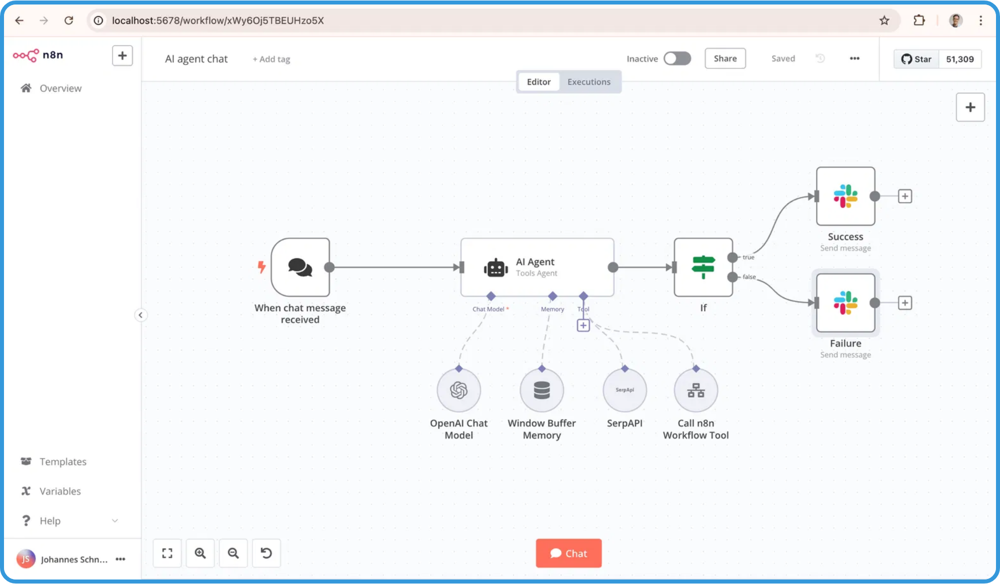 localhost:5678/workflow/xWy6Oj5TBEUHzo5X
n8n
AI agent chat
+ Add tag
Inactive
Share
Saved
Star
51,309
Editor
Executions
Overview
Success
Send message
true
false
AI Agent
Tools Agent
When chat message
received
Chat Model *
Memory
Tool
If
Failure
Send message
SerpApi
OpenAI Chat
Model
Window Buffer
Memory
SerpAPI
Call n8n
Workflow Tool
Templates
Variables
Help
JS
Johannes Schn...
Chat